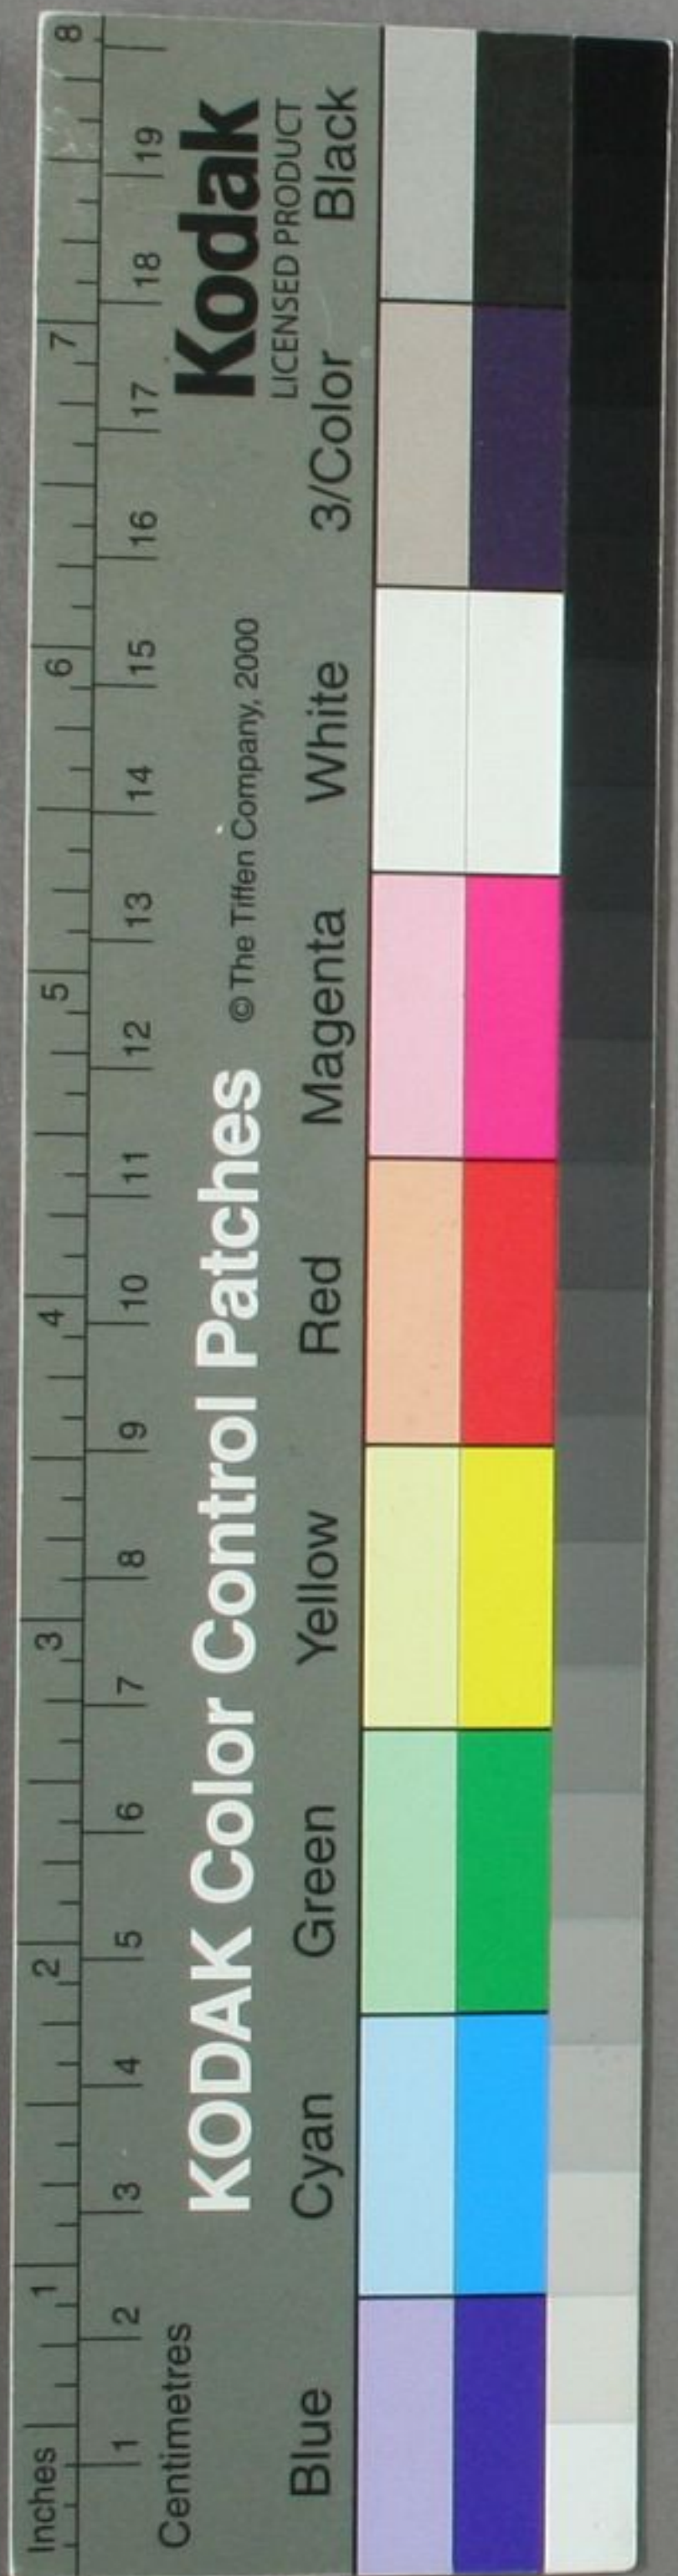 Inches 1 2 3 4 5 6 7 8
1 2 3 4 5 6 7 8 9 10 11 12 13 14 15 16 17 18 19
Centimetres
KODAK Color Control Patches © The Tiffen Company, 2000 Kodak
LICENSED PRODUCT
Blue Cyan Green Yellow Red Magenta White 3/Color Black